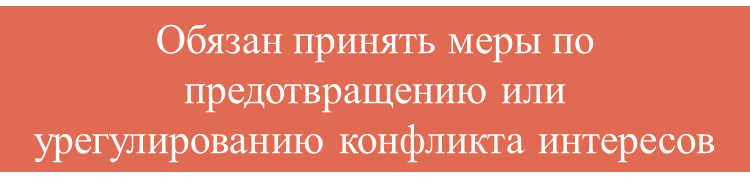 Обязан принять меры по
предотвращению или
урегулированию конфликта интересов